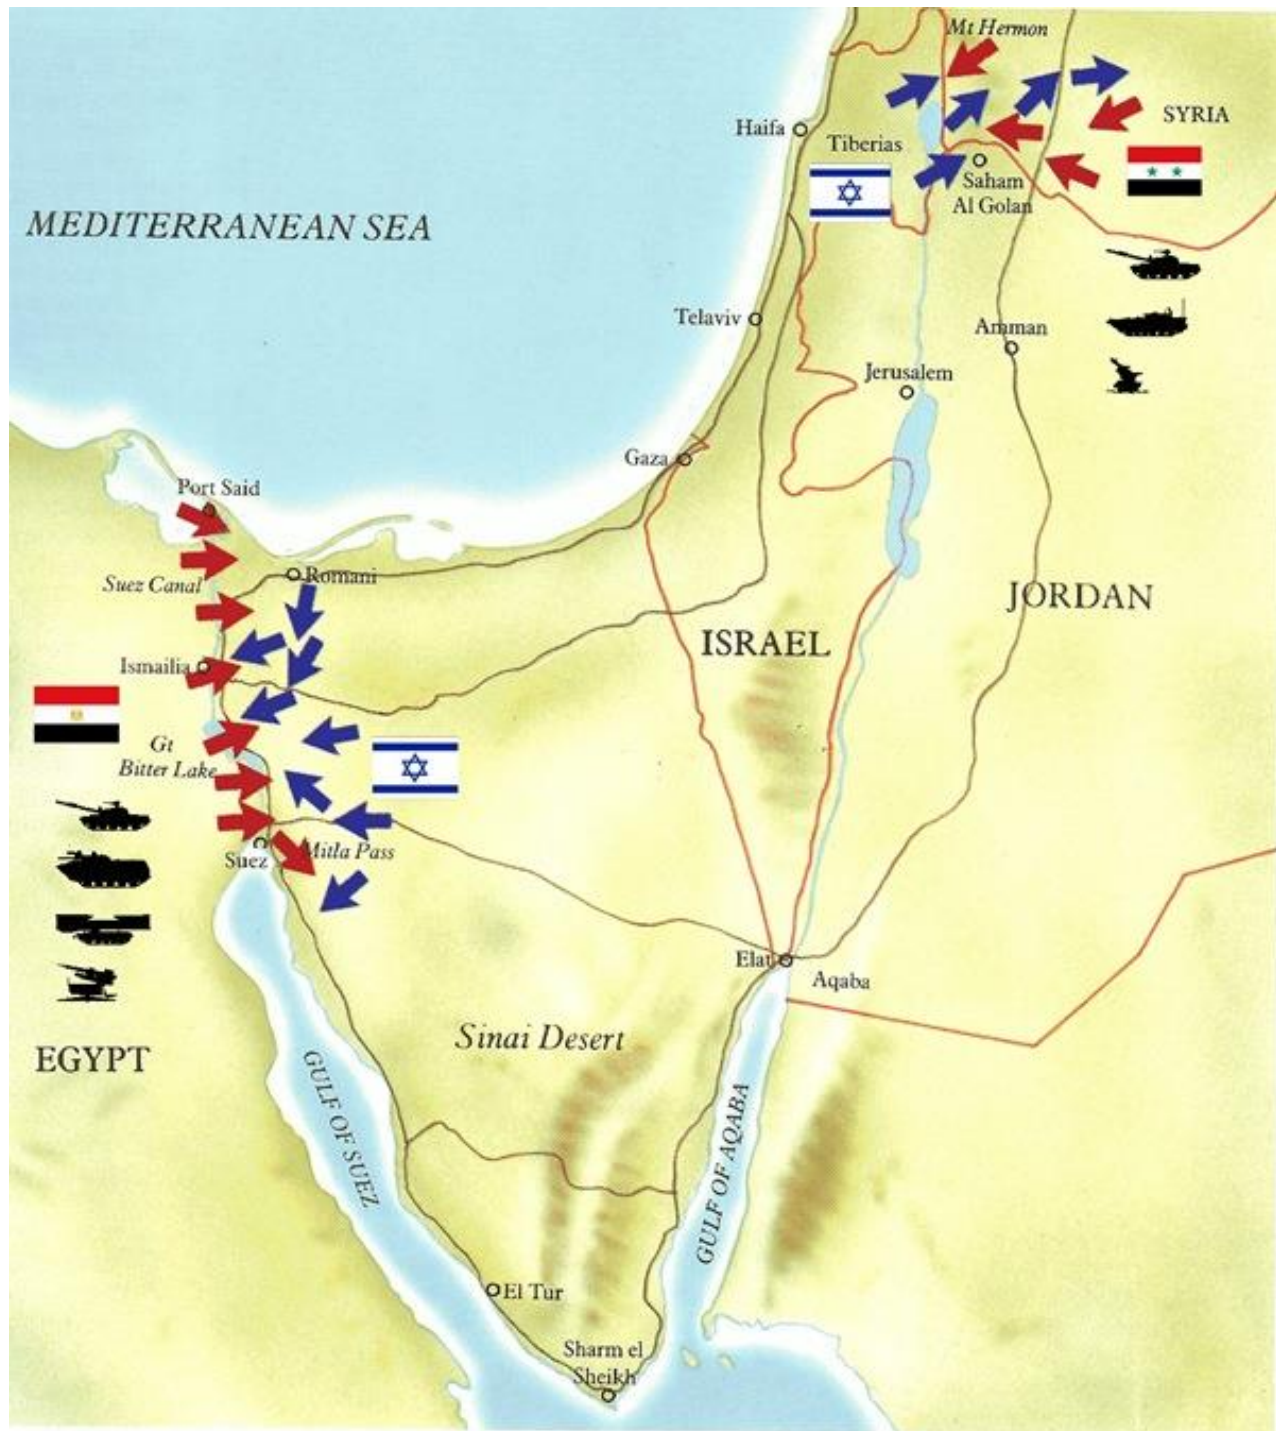 Mt Hermon
SYRIA
Haifa
Tiberias
Saham
Al Golan
MEDITERRANEAN SEA
Telaviv
Amman
Jerusalem
Gaza
Port Said
Suez Canal
Romani
JORDAN
ISRAEL
Ismailia
Gt
Bitter Lake
Mitla Pass
Suez
Elat
Aqaba
Sinai Desert
EGYPT
GULF OF SUEZ
GULF OF AQABA
El Tur
Sharm el
Sheikh